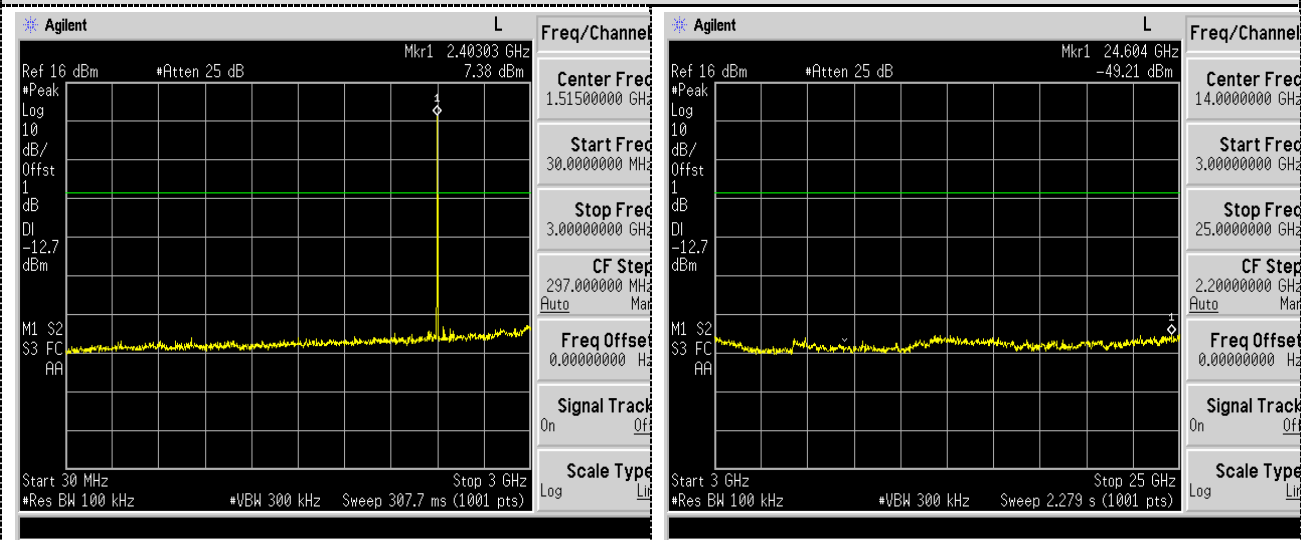 Agilent L
Mkr1 2.40303 GHz
Ref 16 dBm #Atten 25 dB 7.38 dBm
#Peak
Log
10
dB/
Offst
1
dB
DI
-12.7
dBm
M1 S2
S3 FC
AA
1
Start 30 MHz Stop 3 GHz
#Res BW 100 kHz #VBW 300 kHz Sweep 307.7 ms (1001 pts)
Freq/Channel
Center Freq
1.51500000 GHz
Start Freq
30.0000000 MHz
Stop Freq
3.00000000 GHz
CF Step
297.000000 MHz
Auto Man
Freq Offset
0.00000000 Hz
Signal Track
On Off
Scale Type
Log Lin
Agilent L
Mkr1 24.604 GHz
Ref 16 dBm #Atten 25 dB -49.21 dBm
#Peak
Log
10
dB/
Offst
1
dB
DI
-12.7
dBm
M1 S2
S3 FC
AA
1
Start 3 GHz Stop 25 GHz
#Res BW 100 kHz #VBW 300 kHz Sweep 2.279 s (1001 pts)
Freq/Channel
Center Freq
14.0000000 GHz
Start Freq
3.00000000 GHz
Stop Freq
25.0000000 GHz
CF Step
2.20000000 GHz
Auto Man
Freq Offset
0.00000000 Hz
Signal Track
On Off
Scale Type
Log Lin